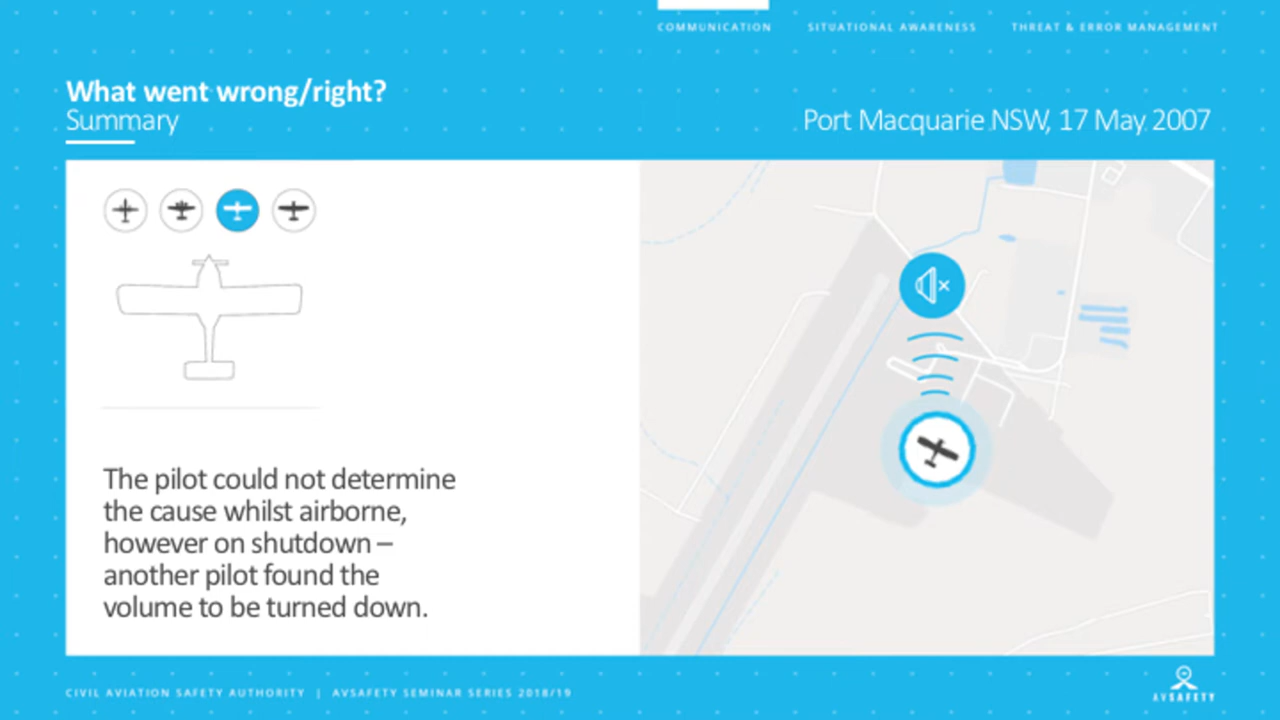 COMMUNICATION SITUATIONAL AWARENESS THREAT & ERROR MANAGEMENT
What went wrong/right?
Summary
Port Macquarie NSW, 17 May 2007
The pilot could not determine
the cause whilst airborne,
however on shutdown –
another pilot found the
volume to be turned down.
CIVIL AVIATION SAFETY AUTHORITY | AVSAFETY SEMINAR SERIES 2018/19
AVSAFETY